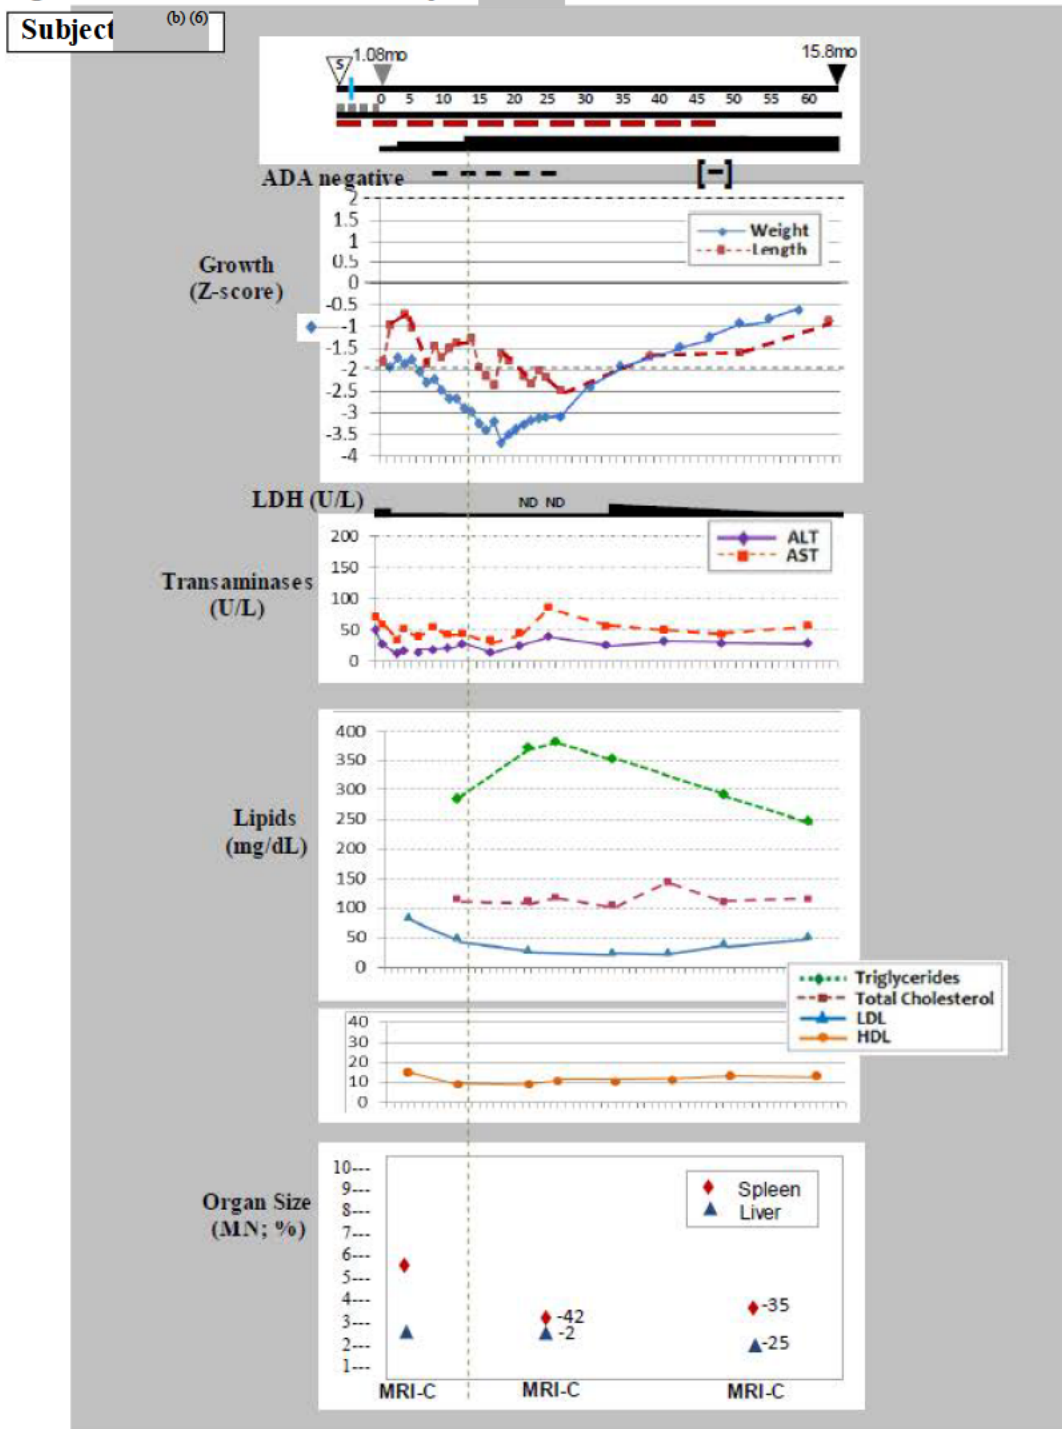 Subject (b) (6)
S 1.08mo 15.8mo
0 5 10 15 20 25 30 35 40 45 50 55 60
ADA negative [-]
2
1.5
1
0.5
0
-0.5
-1
-1.5
-2
-2.5
-3
-3.5
-4
Growth
(Z-score)
Weight
Length
LDH (U/L) ND ND
200
150
100
50
0
Transaminases
(U/L)
ALT
AST
400
350
300
250
200
150
100
50
0
Lipids
(mg/dL)
Triglycerides
Total Cholesterol
LDL
HDL
40
30
20
10
0
10---
9---
8---
7---
6---
5---
4---
3---
2---
1---
Organ Size
(MN; %)
Spleen
Liver
-42
-2
-35
-25
MRI-C MRI-C MRI-C